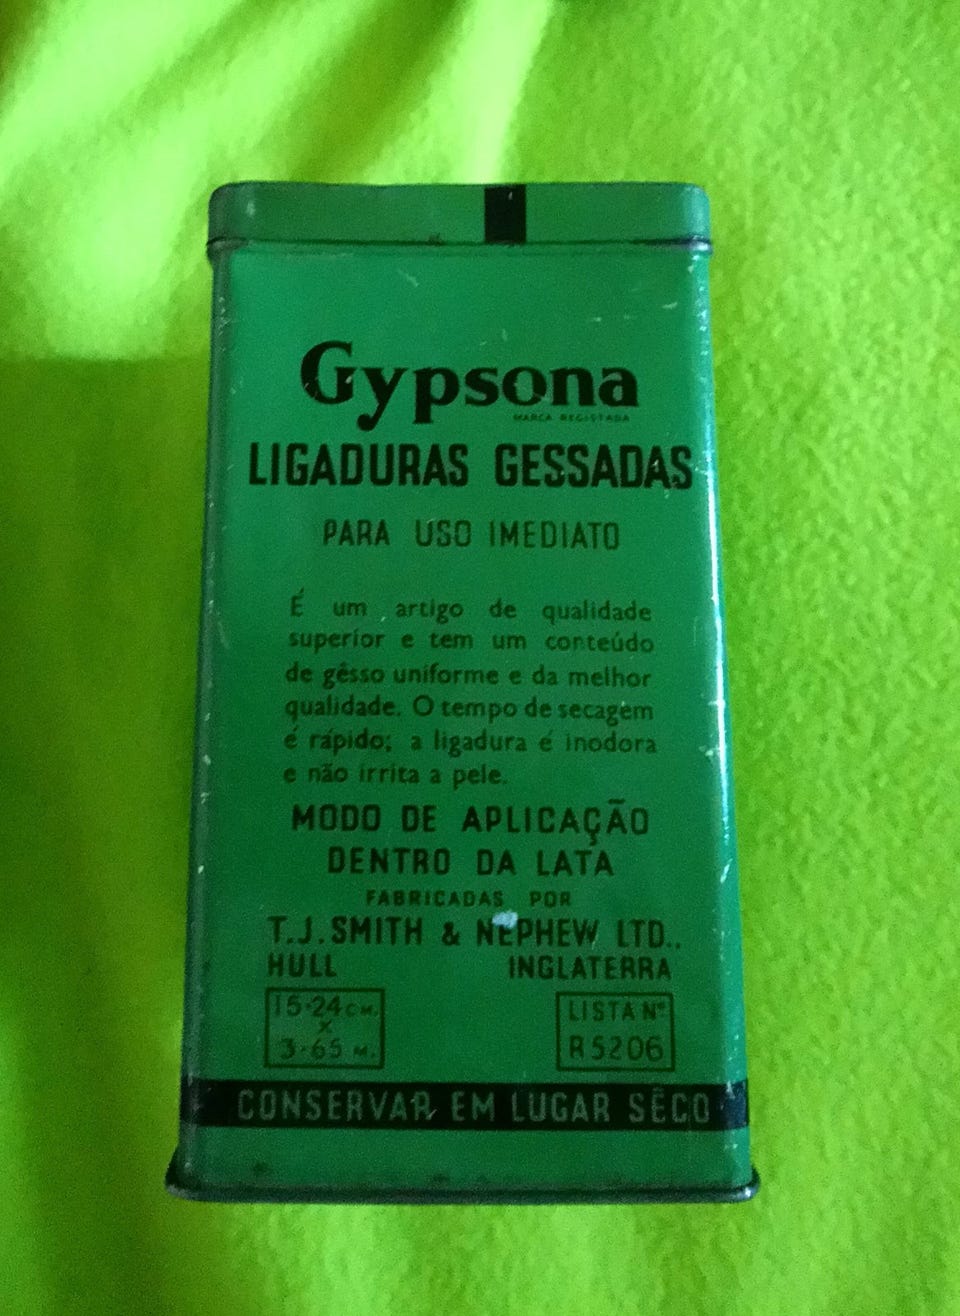 Gypsona
MARCA REGISTADA
LIGADURAS GESSADAS
PARA USO IMEDIATO
É um artigo de qualidade
superior e tem um conteúdo
de gêsso uniforme e da melhor
qualidade. O tempo de secagem
é rápido; a ligadura é inodora
e não irrita a pele.
MODO DE APLICAÇÃO
DENTRO DA LATA
FABRICADAS POR
T.J. SMITH & NEPHEW LTD..
HULL INGLATERRA
15·24 CM. LISTA Nº
X
3·65 M. R5206
CONSERVAR EM LUGAR SÊCO